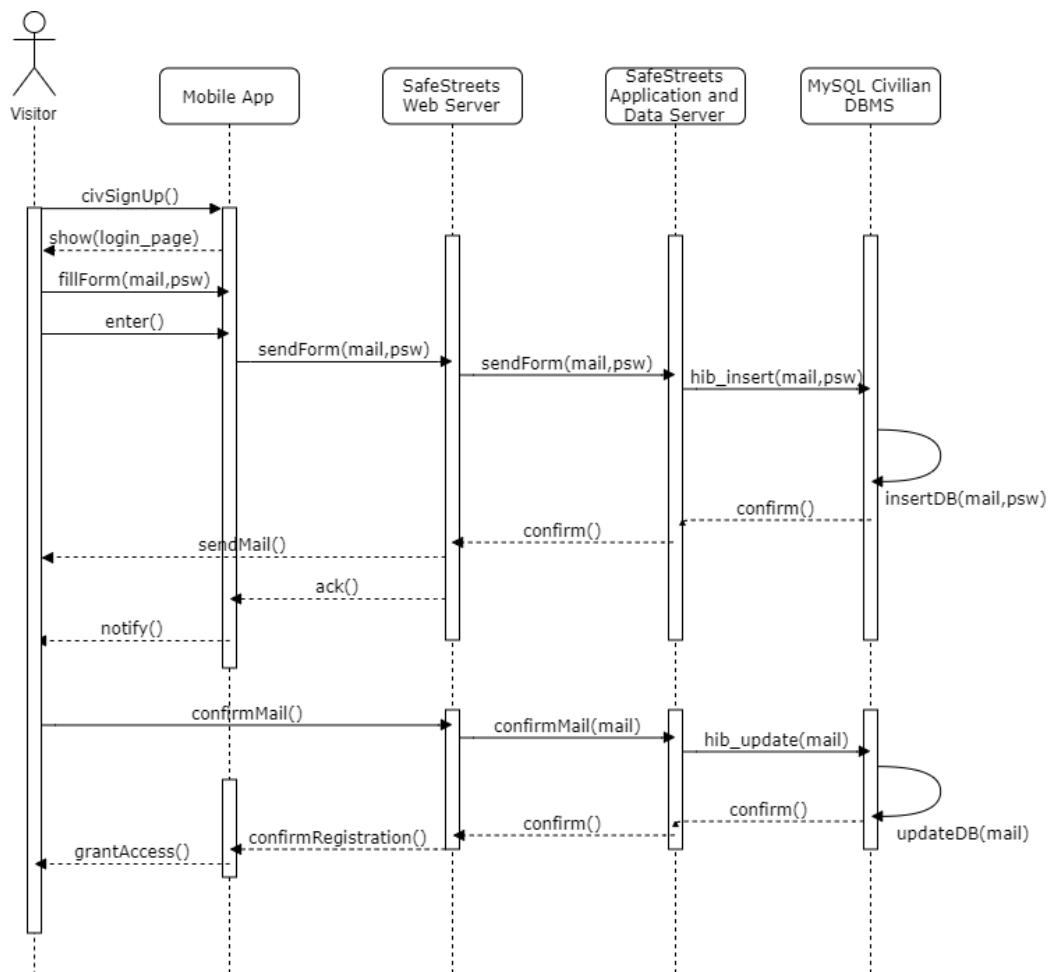 Visitor
Mobile App
SafeStreets
Web Server
SafeStreets
Application and
Data Server
MySQL Civilian
DBMS
civSignUp()
show(login_page)
fillForm(mail,psw)
enter()
sendForm(mail,psw)
sendForm(mail,psw)
hib_insert(mail,psw)
insertDB(mail,psw)
confirm()
confirm()
sendMail()
ack()
notify()
confirmMail()
confirmMail(mail)
hib_update(mail)
updateDB(mail)
confirm()
confirm()
confirmRegistration()
grantAccess()